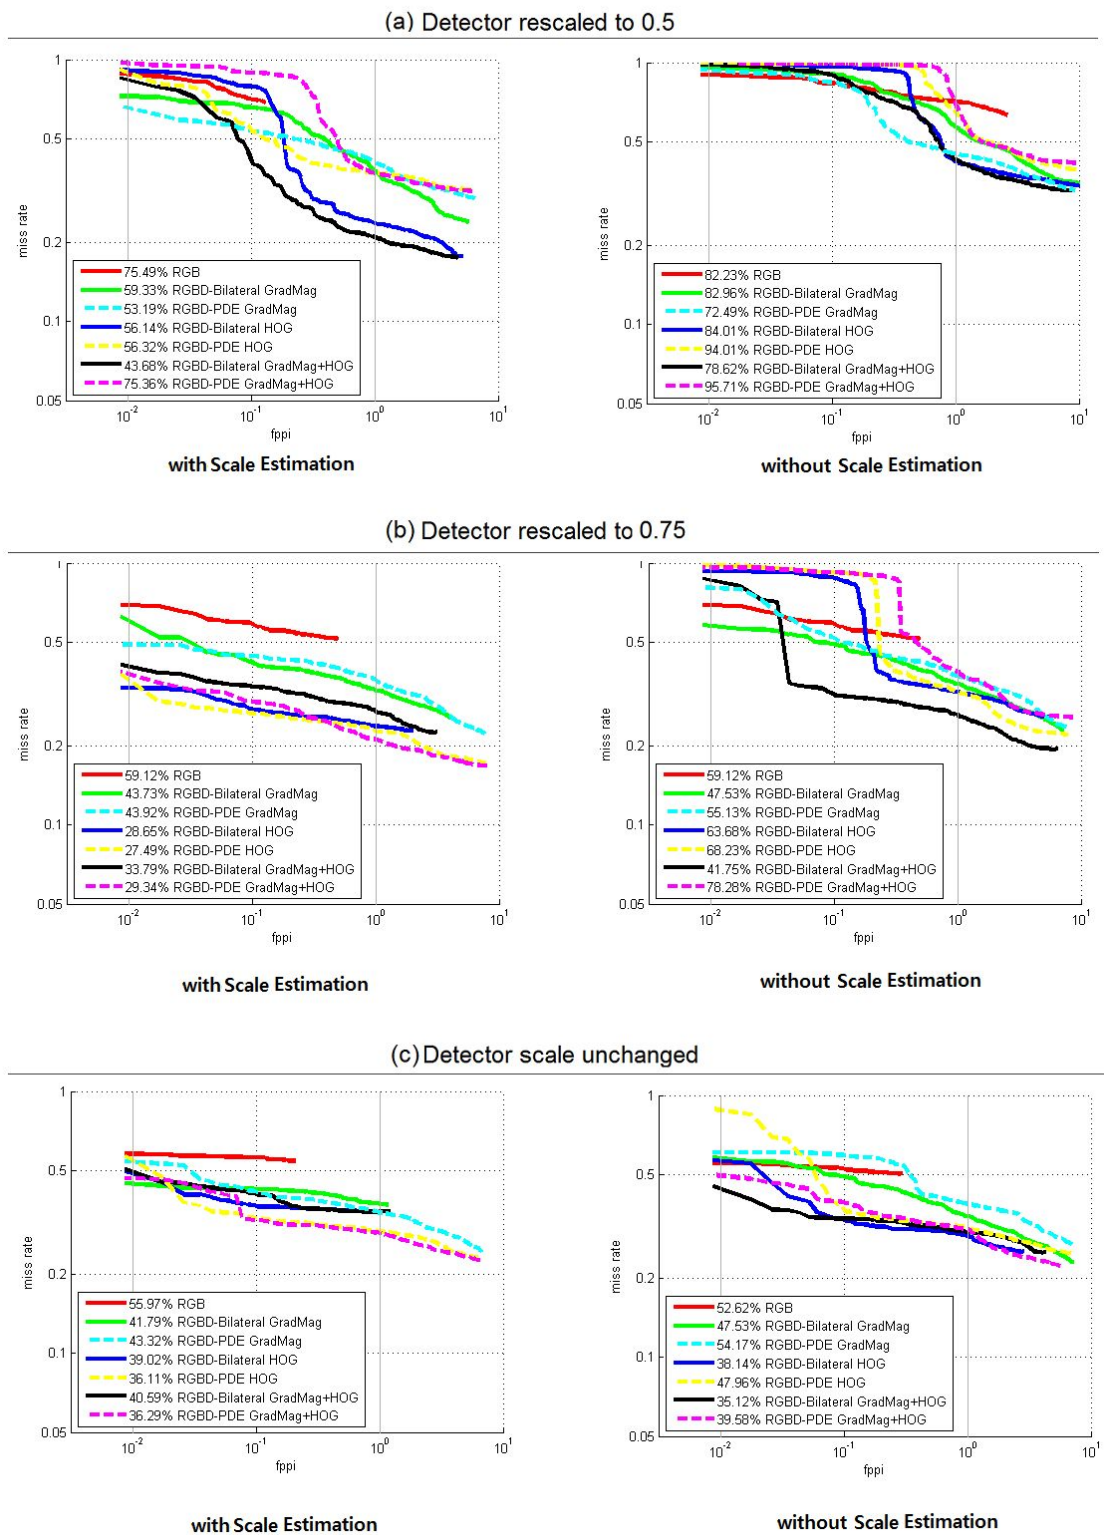 (a) Detector rescaled to 0.5
1
0.5
0.2
0.1
0.05
miss rate
75.49% RGB
59.33% RGBD-Bilateral GradMag
53.19% RGBD-PDE GradMag
56.14% RGBD-Bilateral HOG
56.32% RGBD-PDE HOG
43.68% RGBD-Bilateral GradMag+HOG
75.36% RGBD-PDE GradMag+HOG
10^-2 10^-1 10^0 10^1
fppi
with Scale Estimation
1
0.5
0.2
0.1
0.05
miss rate
82.23% RGB
82.96% RGBD-Bilateral GradMag
72.49% RGBD-PDE GradMag
84.01% RGBD-Bilateral HOG
94.01% RGBD-PDE HOG
78.62% RGBD-Bilateral GradMag+HOG
95.71% RGBD-PDE GradMag+HOG
10^-2 10^-1 10^0 10^1
fppi
without Scale Estimation
(b) Detector rescaled to 0.75
1
0.5
0.2
0.1
0.05
miss rate
59.12% RGB
43.73% RGBD-Bilateral GradMag
43.92% RGBD-PDE GradMag
28.65% RGBD-Bilateral HOG
27.49% RGBD-PDE HOG
33.79% RGBD-Bilateral GradMag+HOG
29.34% RGBD-PDE GradMag+HOG
10^-2 10^-1 10^0 10^1
fppi
with Scale Estimation
1
0.5
0.2
0.1
0.05
miss rate
59.12% RGB
47.53% RGBD-Bilateral GradMag
55.13% RGBD-PDE GradMag
63.68% RGBD-Bilateral HOG
68.23% RGBD-PDE HOG
41.75% RGBD-Bilateral GradMag+HOG
78.28% RGBD-PDE GradMag+HOG
10^-2 10^-1 10^0 10^1
fppi
without Scale Estimation
(c) Detector scale unchanged
1
0.5
0.2
0.1
0.05
miss rate
55.97% RGB
41.79% RGBD-Bilateral GradMag
43.32% RGBD-PDE GradMag
39.02% RGBD-Bilateral HOG
36.11% RGBD-PDE HOG
40.59% RGBD-Bilateral GradMag+HOG
36.29% RGBD-PDE GradMag+HOG
10^-2 10^-1 10^0 10^1
fppi
with Scale Estimation
1
0.5
0.2
0.1
0.05
miss rate
52.62% RGB
47.53% RGBD-Bilateral GradMag
54.17% RGBD-PDE GradMag
38.14% RGBD-Bilateral HOG
47.96% RGBD-PDE HOG
35.12% RGBD-Bilateral GradMag+HOG
39.58% RGBD-PDE GradMag+HOG
10^-2 10^-1 10^0 10^1
fppi
without Scale Estimation